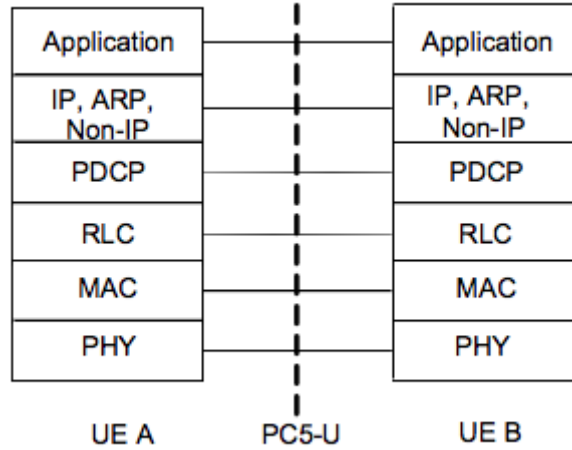 Application
Application
IP, ARP,
Non-IP
IP, ARP,
Non-IP
PDCP
PDCP
RLC
RLC
MAC
MAC
PHY
PHY
UE A
PC5-U
UE B